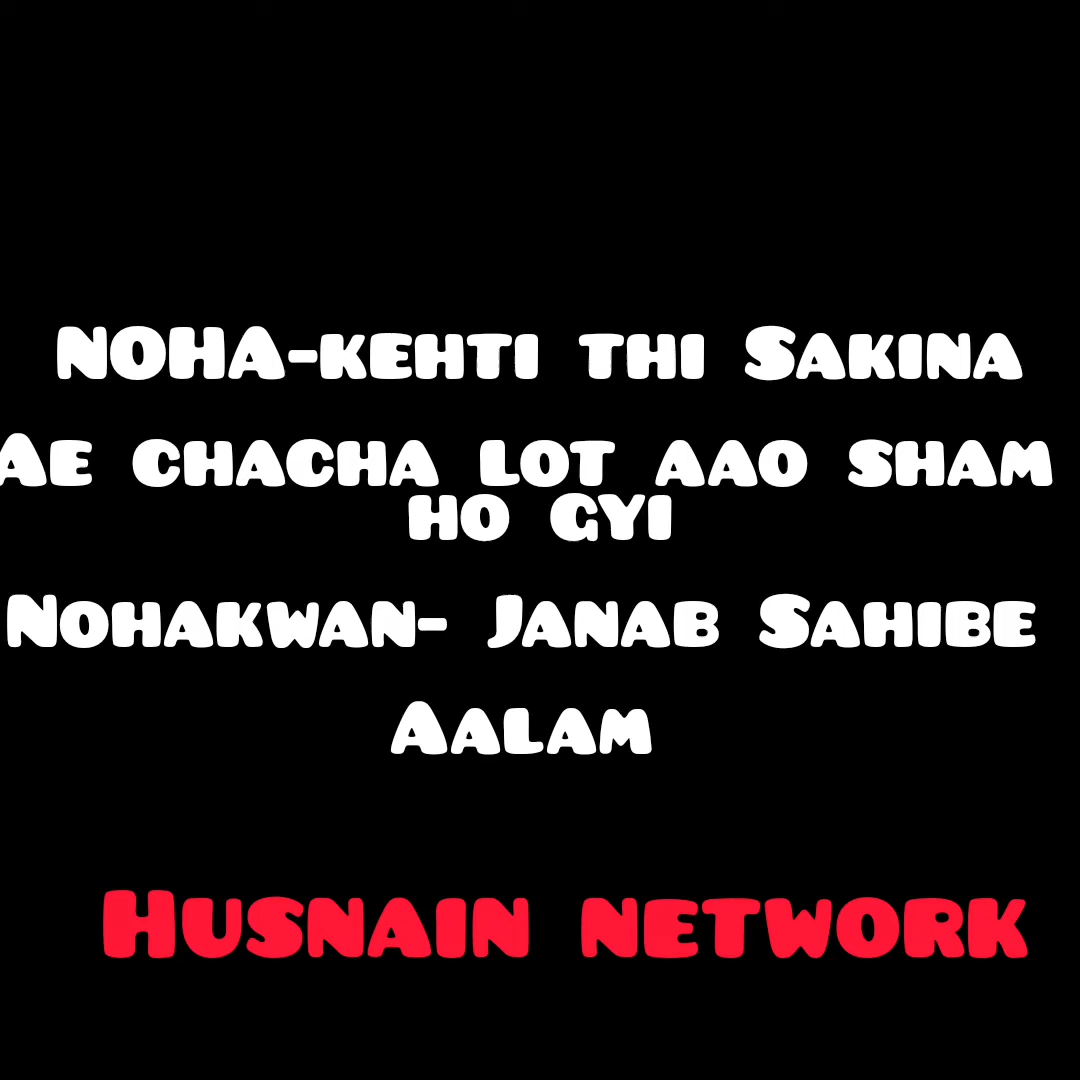 NOHA-kehti thi Sakina
Ae chacha lot aao sham
ho gyi
Nohakwan- Janab Sahibe
Aalam
Husnain network